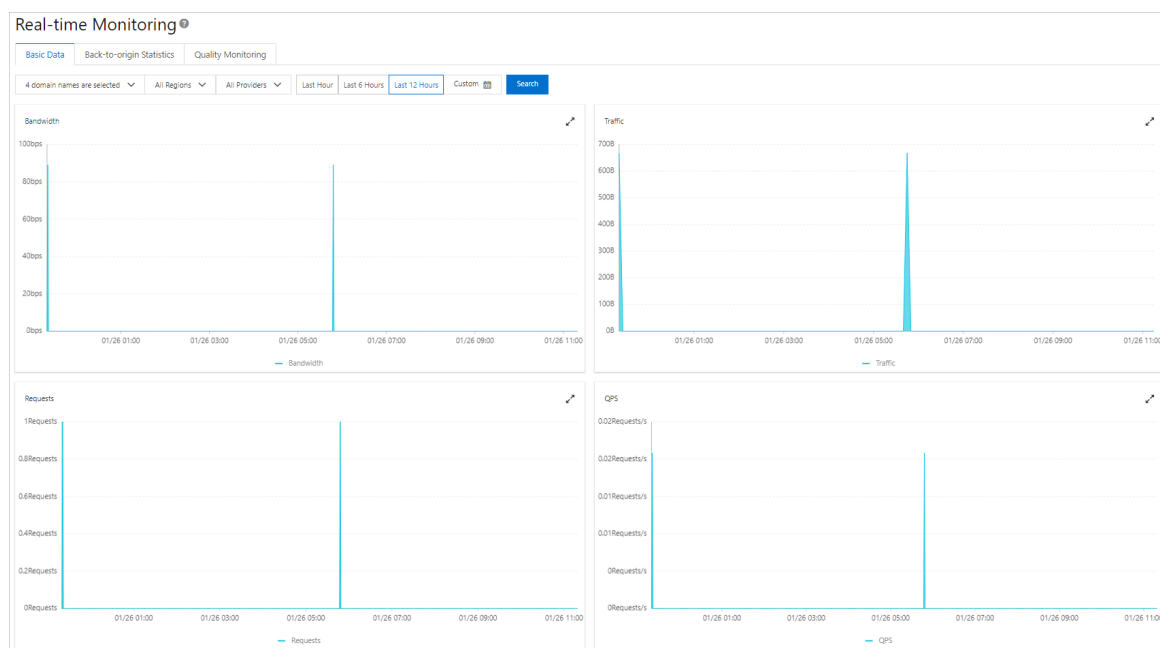 Real-time Monitoring
Basic Data Back-to-origin Statistics Quality Monitoring
4 domain names are selected All Regions All Providers Last Hour Last 6 Hours Last 12 Hours Custom Search
Bandwidth
100bps
80bps
60bps
40bps
20bps
0bps
01/26 01:00 01/26 03:00 01/26 05:00 01/26 07:00 01/26 09:00 01/26 11:00
Bandwidth
Traffic
700B
600B
500B
400B
300B
200B
100B
0B
01/26 01:00 01/26 03:00 01/26 05:00 01/26 07:00 01/26 09:00 01/26 11:00
Traffic
Requests
1Requests
0.8Requests
0.6Requests
0.4Requests
0.2Requests
0Requests
01/26 01:00 01/26 03:00 01/26 05:00 01/26 07:00 01/26 09:00 01/26 11:00
Requests
QPS
0.02Requests/s
0.02Requests/s
0.01Requests/s
0.01Requests/s
0Requests/s
0Requests/s
01/26 01:00 01/26 03:00 01/26 05:00 01/26 07:00 01/26 09:00 01/26 11:00
QPS